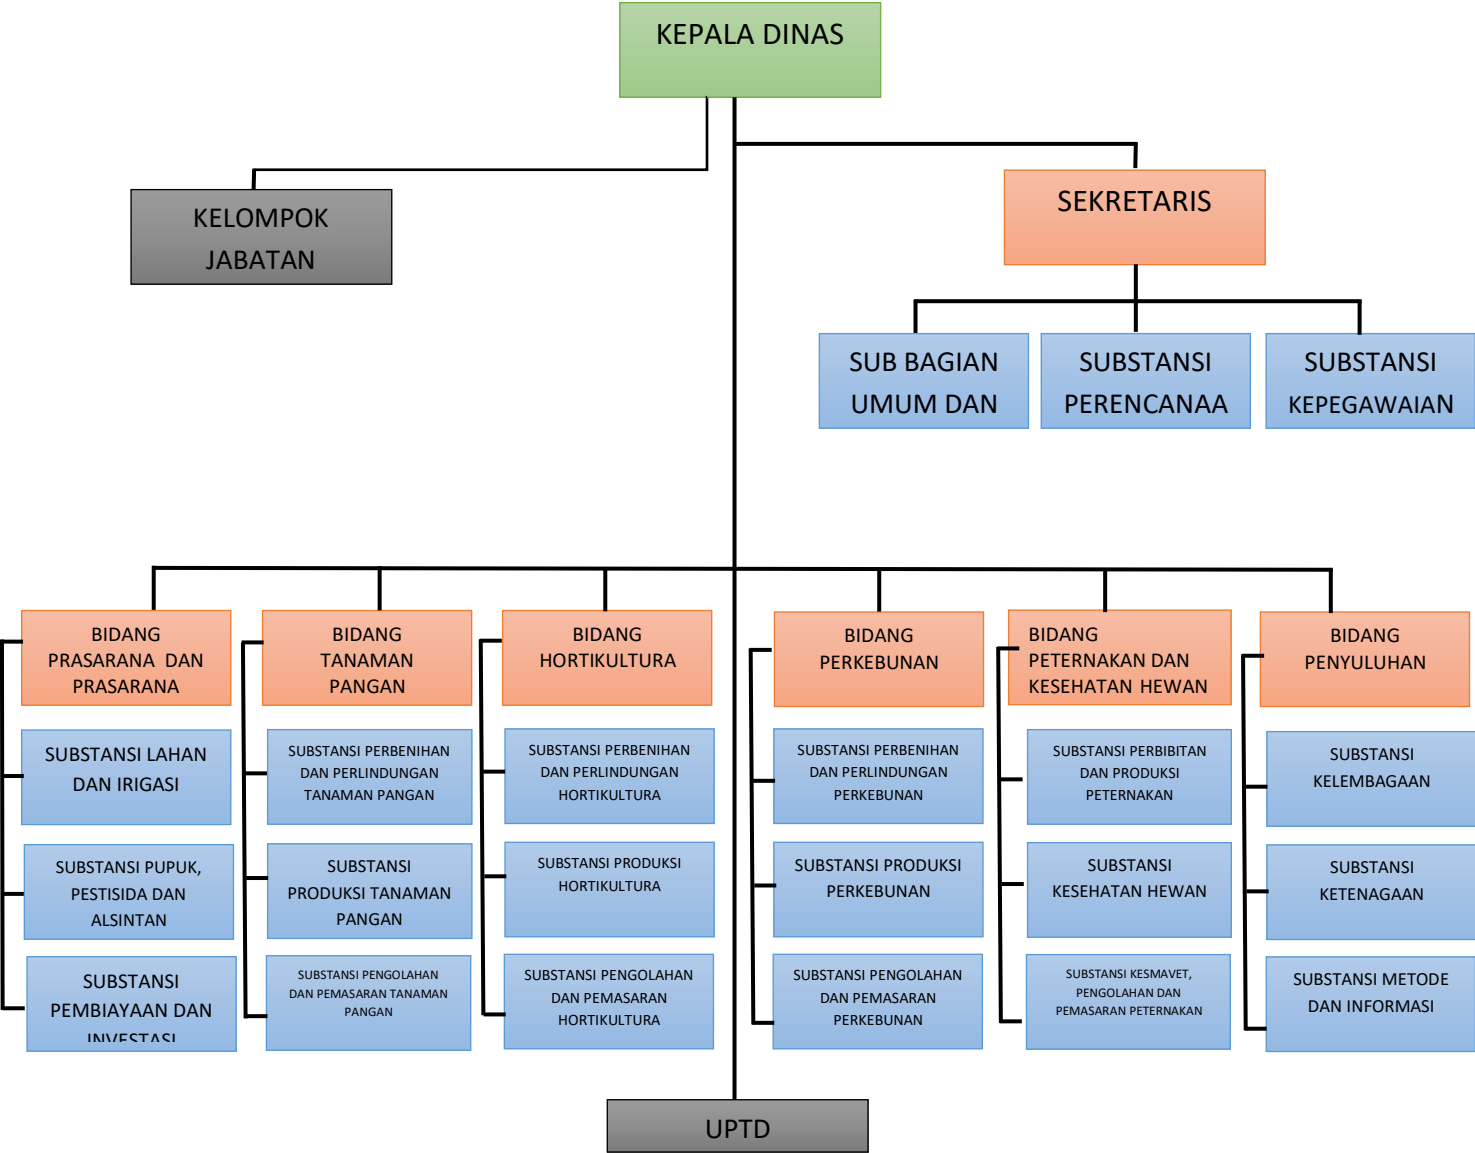 KEPALA DINAS
KELOMPOK
JABATAN
SEKRETARIS
SUB BAGIAN
UMUM DAN
SUBSTANSI
PERENCANAA
SUBSTANSI
KEPEGAWAIAN
BIDANG
PRASARANA DAN
PRASARANA
BIDANG
TANAMAN
PANGAN
BIDANG
HORTIKULTURA
BIDANG
PERKEBUNAN
BIDANG
PETERNAKAN DAN
KESEHATAN HEWAN
BIDANG
PENYULUHAN
SUBSTANSI LAHAN
DAN IRIGASI
SUBSTANSI PERBENIHAN
DAN PERLINDUNGAN
TANAMAN PANGAN
SUBSTANSI PERBENIHAN
DAN PERLINDUNGAN
HORTIKULTURA
SUBSTANSI PERBENIHAN
DAN PERLINDUNGAN
PERKEBUNAN
SUBSTANSI PERBIBITAN
DAN PRODUKSI
PETERNAKAN
SUBSTANSI
KELEMBAGAAN
SUBSTANSI PUPUK,
PESTISIDA DAN
ALSINTAN
SUBSTANSI
PRODUKSI TANAMAN
PANGAN
SUBSTANSI PRODUKSI
HORTIKULTURA
SUBSTANSI PRODUKSI
PERKEBUNAN
SUBSTANSI
KESEHATAN HEWAN
SUBSTANSI
KETENAGAAN
SUBSTANSI
PEMBIAYAAN DAN
INVESTASI
SUBSTANSI PENGOLAHAN
DAN PEMASARAN TANAMAN
PANGAN
SUBSTANSI PENGOLAHAN
DAN PEMASARAN
HORTIKULTURA
SUBSTANSI PENGOLAHAN
DAN PEMASARAN
PERKEBUNAN
SUBSTANSI KESMAVET,
PENGOLAHAN DAN
PEMASARAN PETERNAKAN
SUBSTANSI METODE
DAN INFORMASI
UPTD